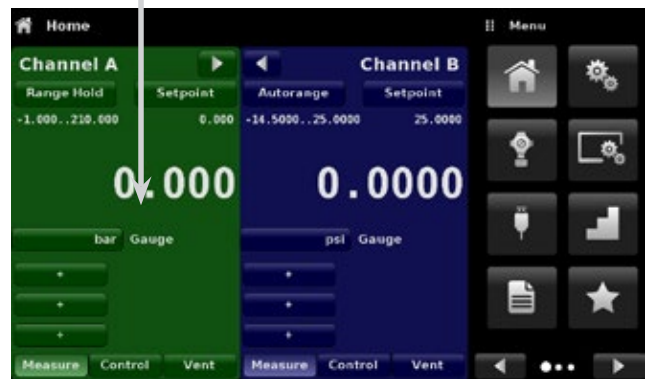 Home
Menu
Channel A
Channel B
Range Hold Setpoint
Autorange Setpoint
-1.000..210.000 0.000
-14.5000..25.0000 25.0000
0.000
0.0000
bar Gauge
psi Gauge
+
+
+
+
+
+
Measure Control Vent
Measure Control Vent